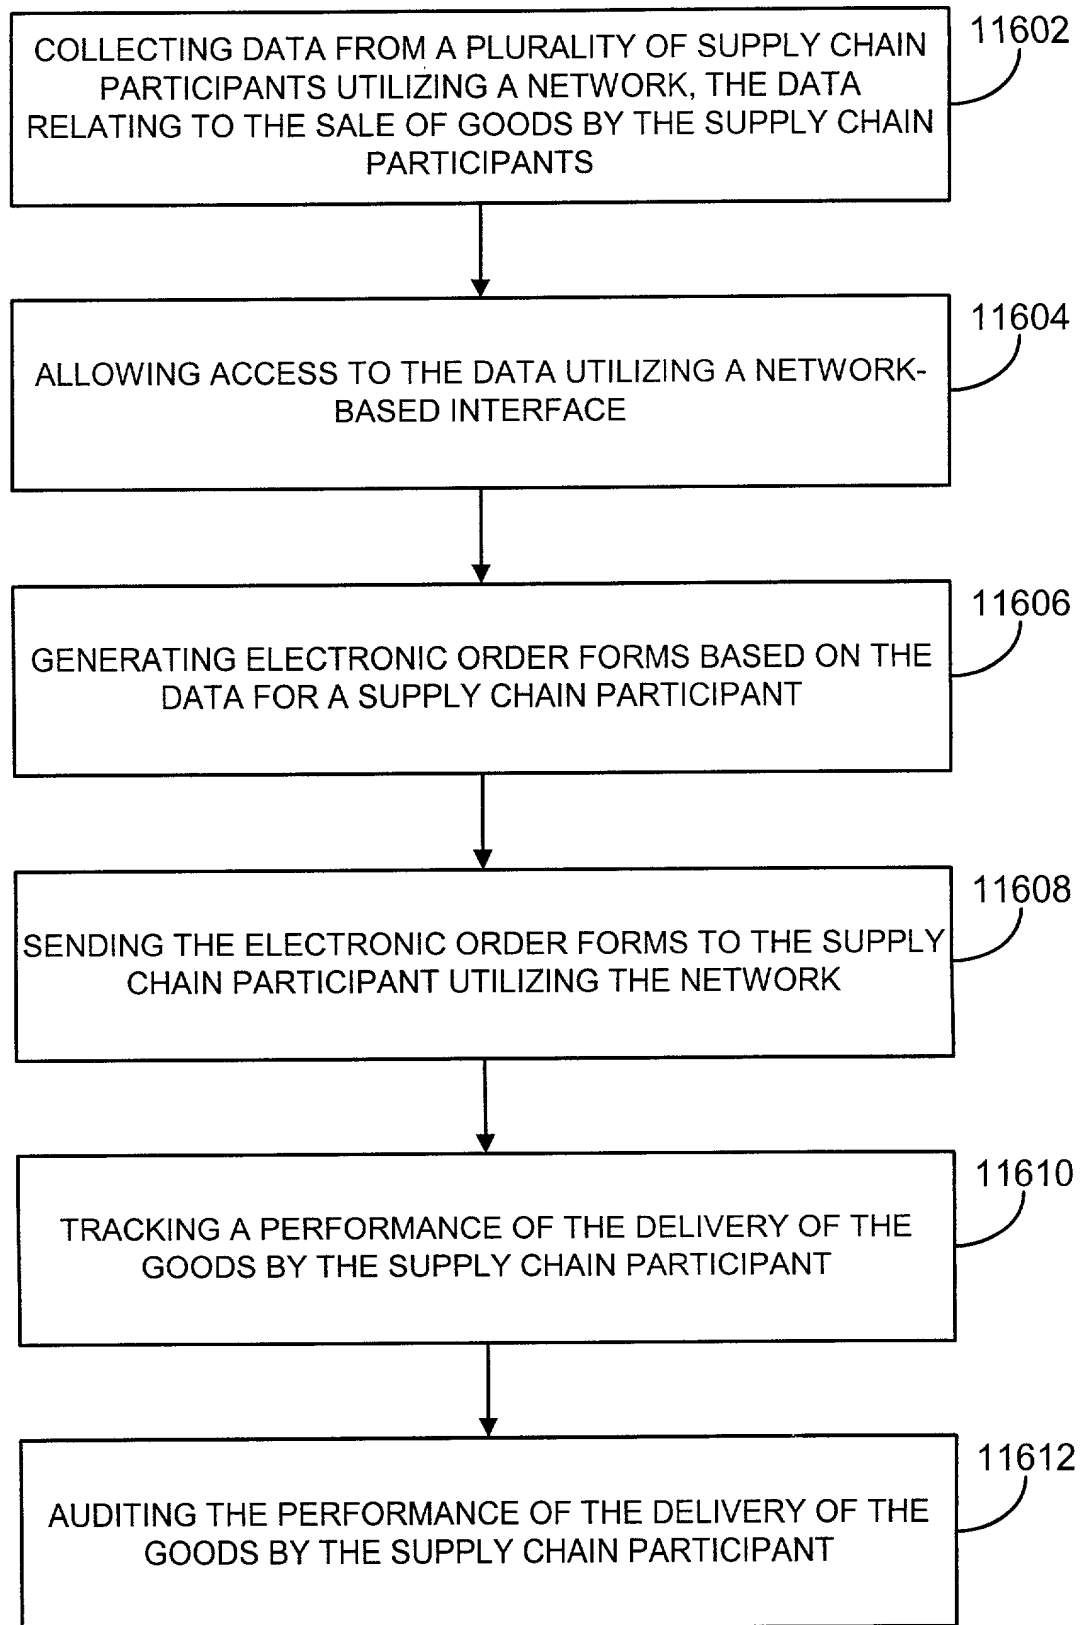 11602
COLLECTING DATA FROM A PLURALITY OF SUPPLY CHAIN
PARTICIPANTS UTILIZING A NETWORK, THE DATA
RELATING TO THE SALE OF GOODS BY THE SUPPLY CHAIN
PARTICIPANTS
11604
ALLOWING ACCESS TO THE DATA UTILIZING A NETWORK-
BASED INTERFACE
11606
GENERATING ELECTRONIC ORDER FORMS BASED ON THE
DATA FOR A SUPPLY CHAIN PARTICIPANT
11608
SENDING THE ELECTRONIC ORDER FORMS TO THE SUPPLY
CHAIN PARTICIPANT UTILIZING THE NETWORK
11610
TRACKING A PERFORMANCE OF THE DELIVERY OF THE
GOODS BY THE SUPPLY CHAIN PARTICIPANT
11612
AUDITING THE PERFORMANCE OF THE DELIVERY OF THE
GOODS BY THE SUPPLY CHAIN PARTICIPANT